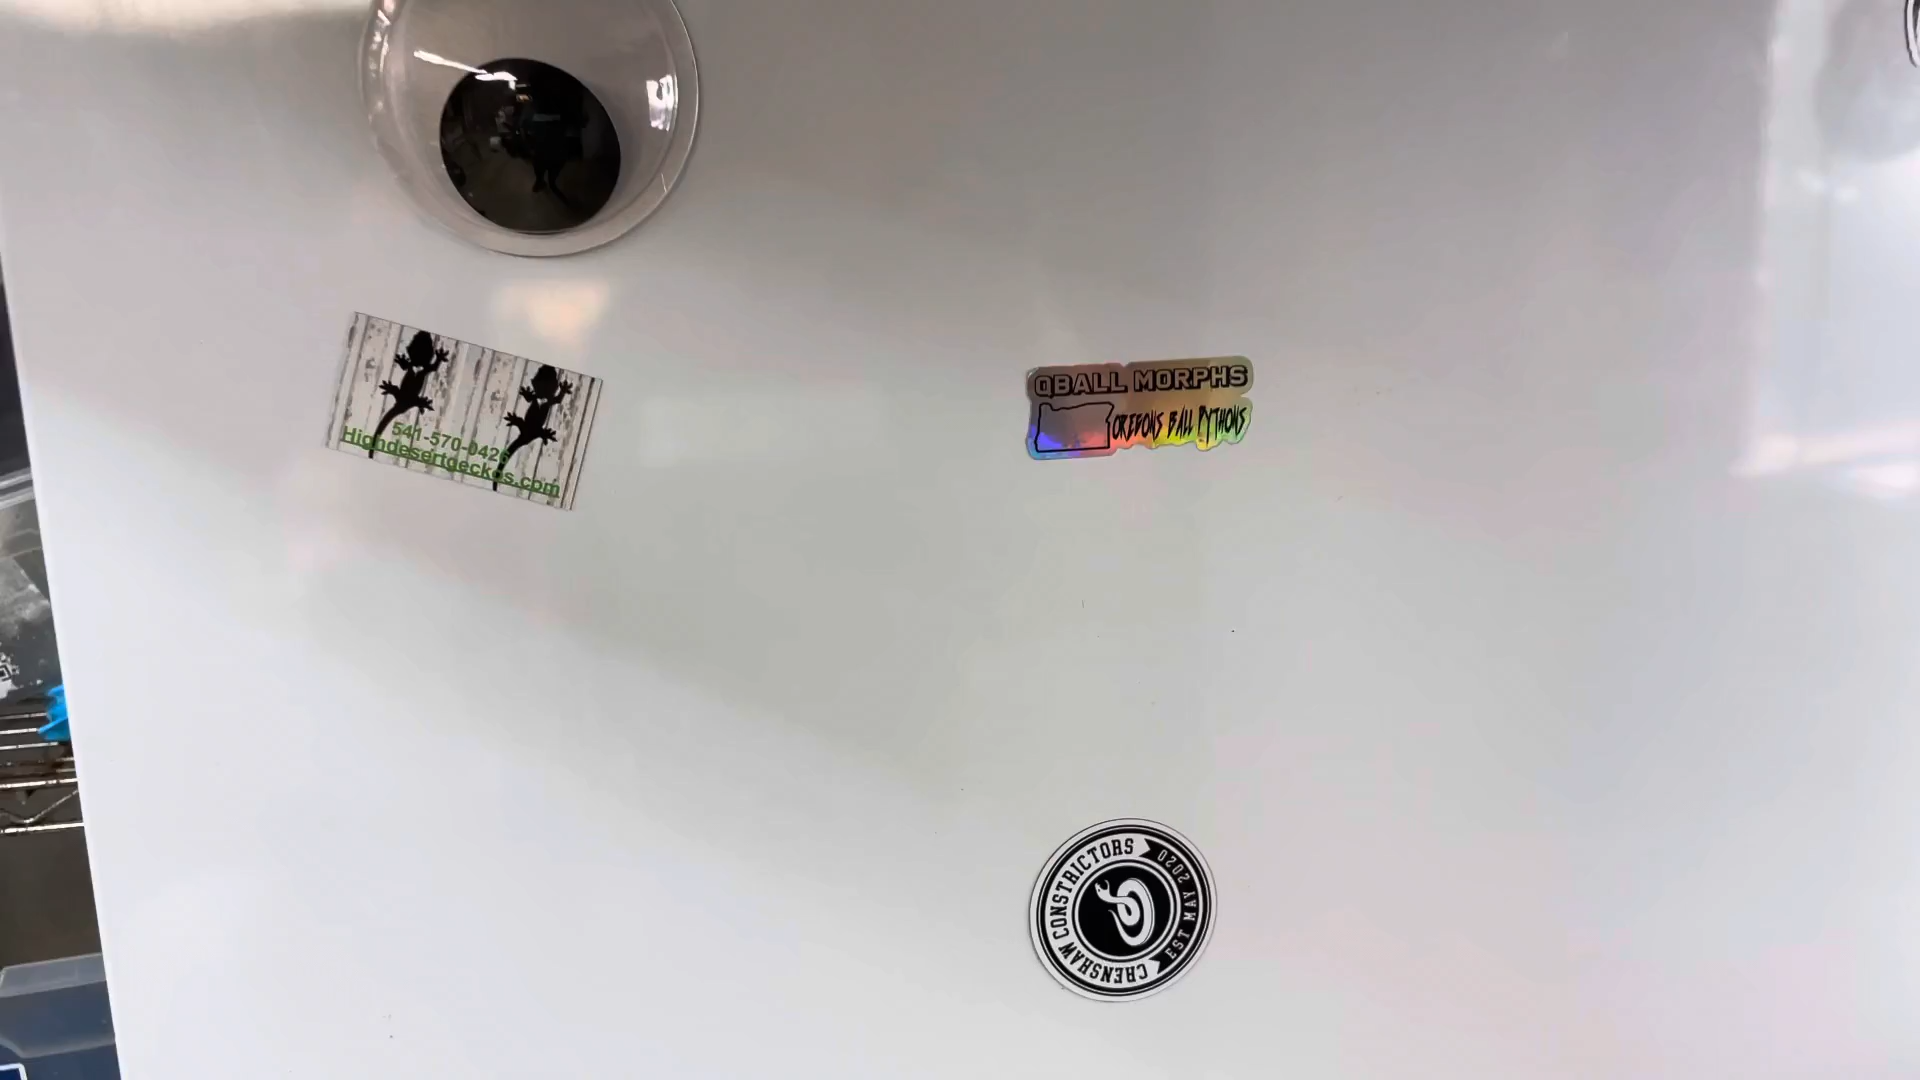 541-570-0426
Highdesertgeckos.com
QBALL MORPHS
OREGONS BALL PYTHONS
CRENSHAW CONSTRICTORS
EST MAY 2020